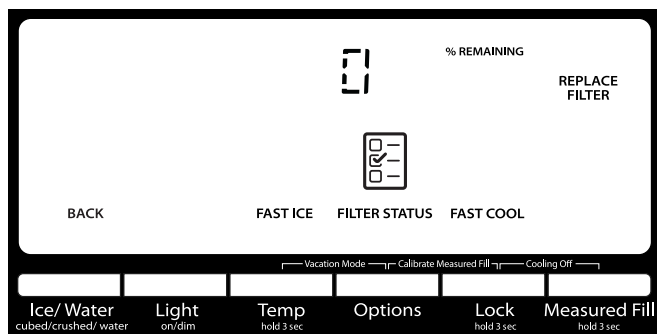 0 % REMAINING
REPLACE
FILTER
BACK FAST ICE FILTER STATUS FAST COOL
Vacation Mode Calibrate Measured Fill Cooling Off
Ice/ Water Light Temp Options Lock Measured Fill
cubed/crushed/ water on/dim hold 3 sec hold 3 sec hold 3 sec